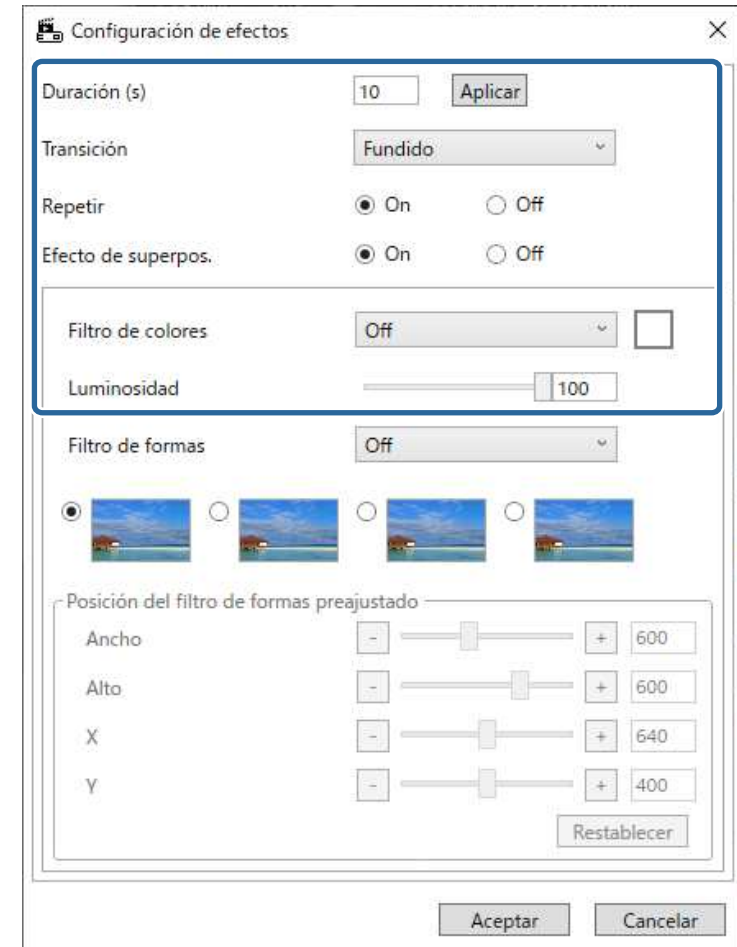 Configuración de efectos
Duración (s) 10 Aplicar
Transición Fundido
Repetir On Off
Efecto de superpos. On Off
Filtro de colores Off
Luminosidad 100
Filtro de formas Off
Posición del filtro de formas preajustado
Ancho - + 600
Alto - + 600
X - + 640
Y - + 400
Restablecer
Aceptar Cancelar